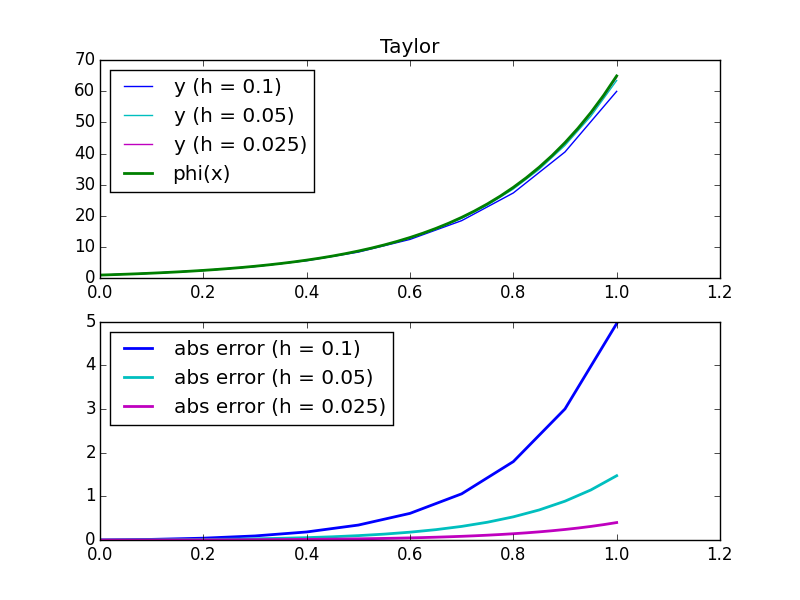 Taylor
70
60
50
40
30
20
10
0
y (h = 0.1)
y (h = 0.05)
y (h = 0.025)
phi(x)
0.0 0.2 0.4 0.6 0.8 1.0 1.2
5
4
3
2
1
0
abs error (h = 0.1)
abs error (h = 0.05)
abs error (h = 0.025)
0.0 0.2 0.4 0.6 0.8 1.0 1.2